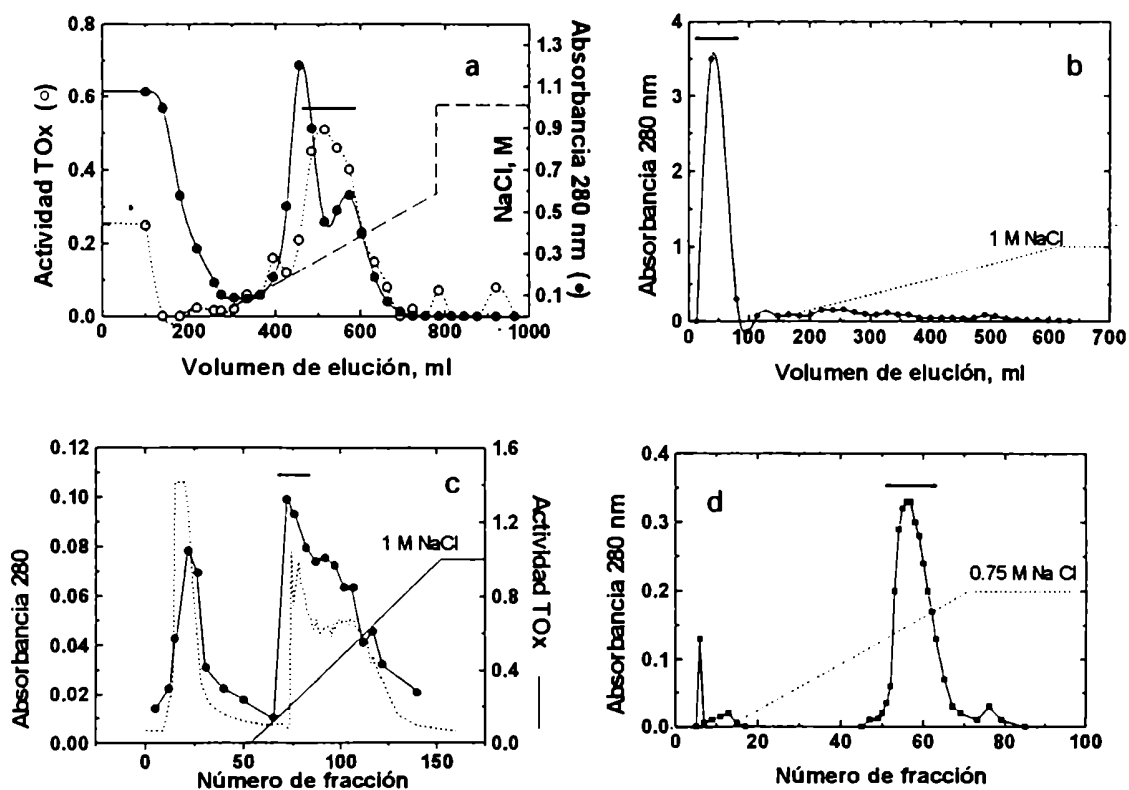 a
0.8
0.6
0.4
0.2
0.0
Actividad TOx (○)
0 200 400 600 800 1000
Volumen de elución, ml
1.3
1.1
0.9
0.7
0.5
0.3
0.1
NaCl, M
Absorbancia 280 nm (●)
b
4
3
2
1
0
Absorbancia 280 nm
1 M NaCl
0 100 200 300 400 500 600 700
Volumen de elución, ml
c
0.12
0.10
0.08
0.06
0.04
0.02
0.00
Absorbancia 280
1 M NaCl
0 50 100 150
Número de fracción
1.6
1.2
0.8
0.4
0.0
Actividad TOx
d
0.4
0.3
0.2
0.1
0.0
Absorbancia 280 nm
0.75 M Na Cl
0 20 40 60 80 100
Número de fracción